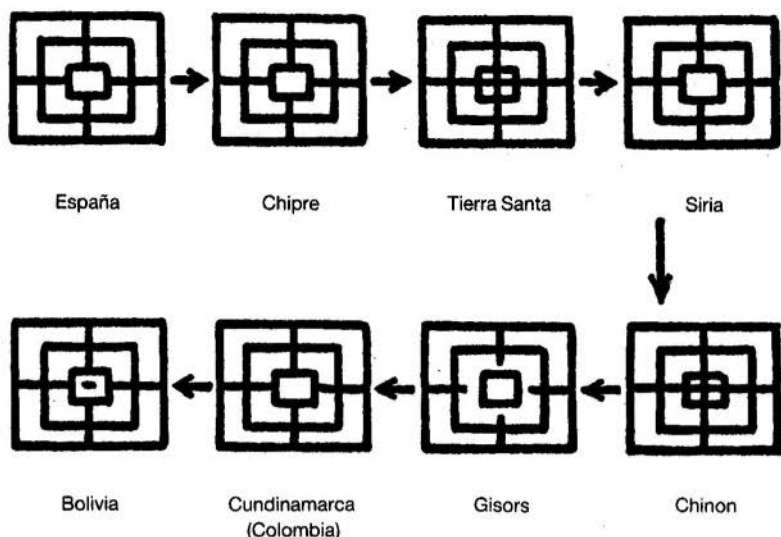 España
Chipre
Tierra Santa
Siria
Bolivia
Cundinamarca
(Colombia)
Gisors
Chinon